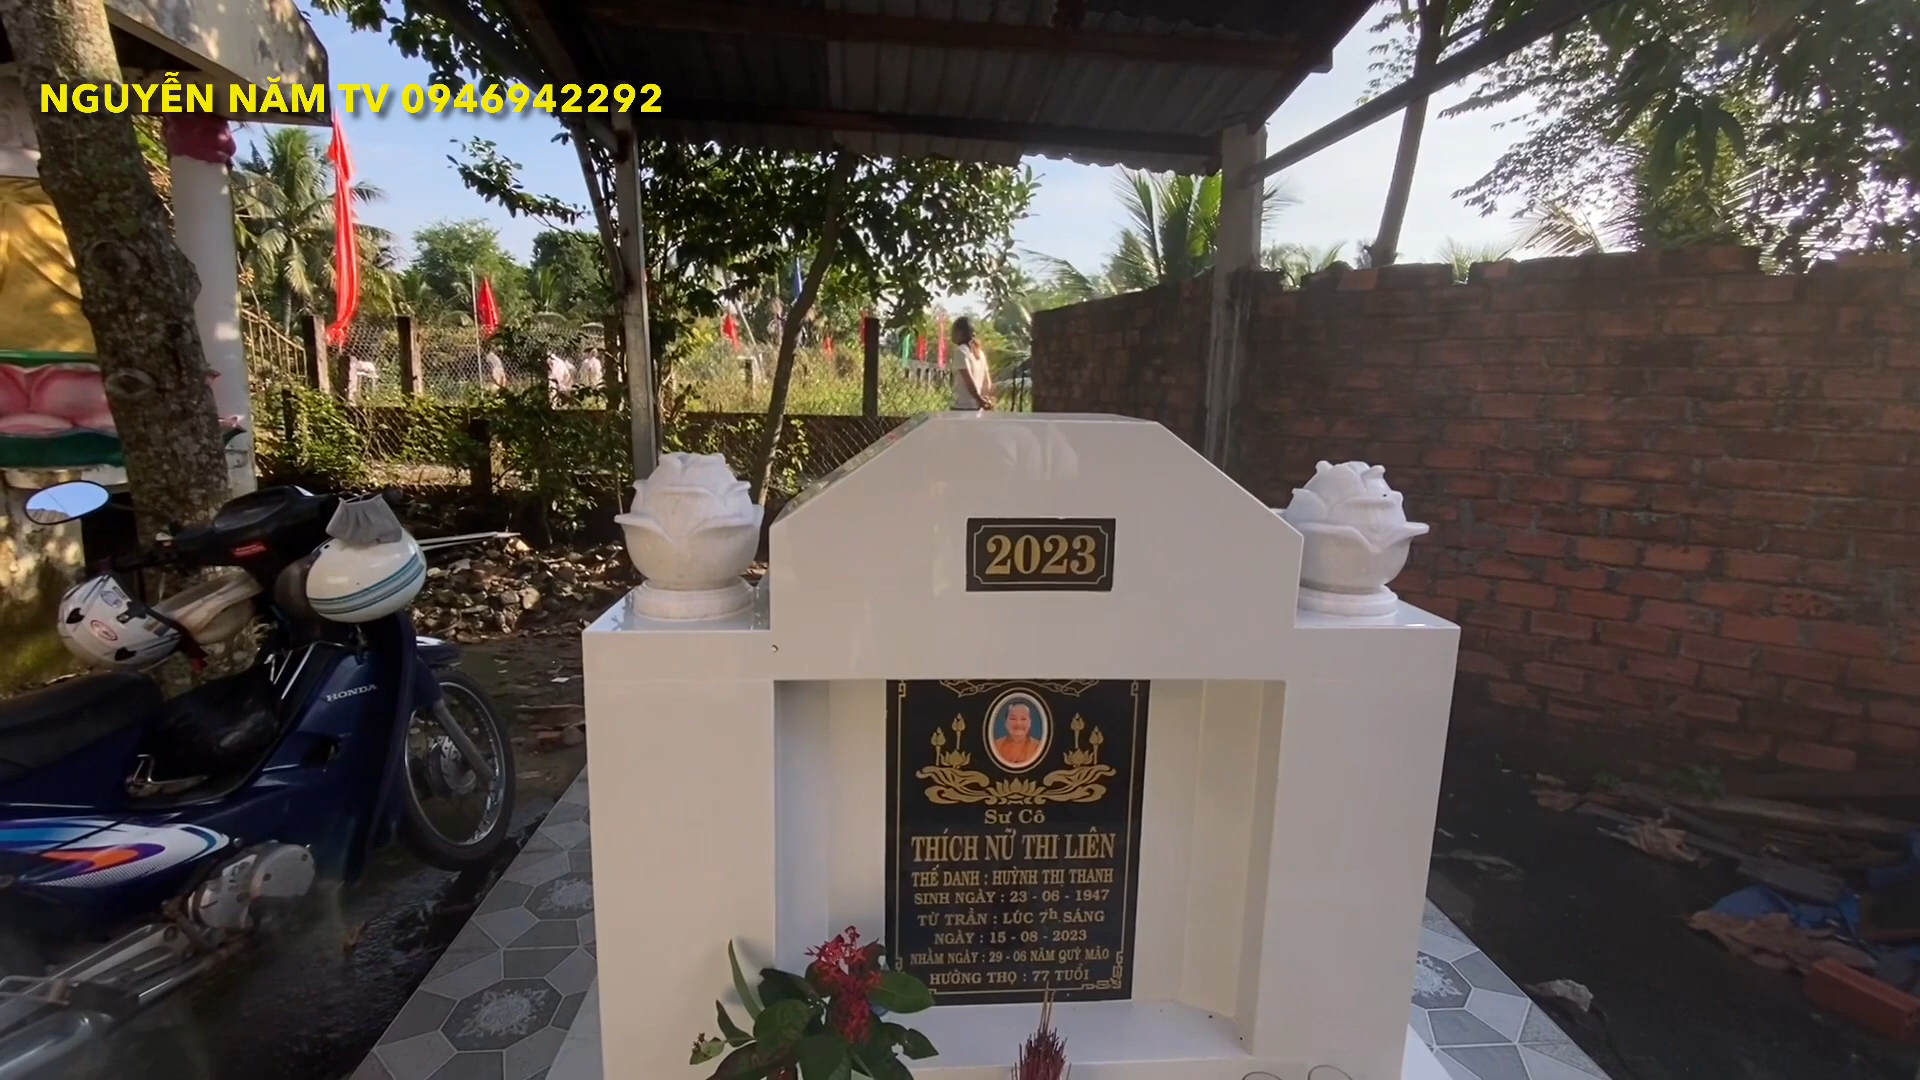 NGUYỄN NĂM TV 0946942292
2023
Sư Cô
THÍCH NỮ THI LIÊN
THẾ DANH : HUỲNH THỊ THANH
SINH NGÀY : 23 - 06 - 1947
TỪ TRẦN : LÚC 7h SÁNG
NGÀY : 15 - 08 - 2023
NHẰM NGÀY : 29 - 06 NĂM QUÝ MÃO
HƯỞNG THỌ : 77 TUỔI
HONDA